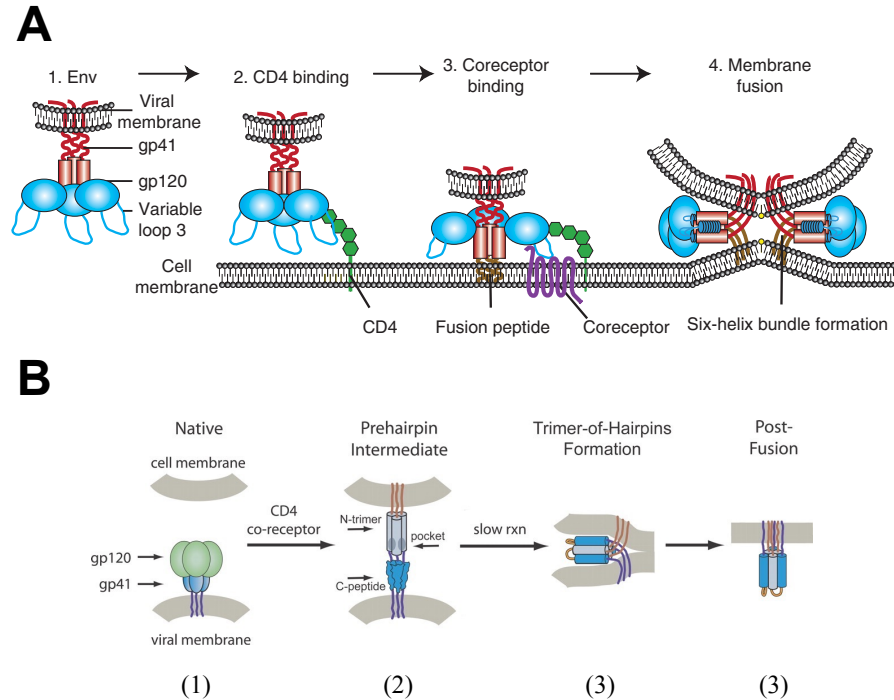 A
1. Env
2. CD4 binding
3. Coreceptor
binding
4. Membrane
fusion
Viral
membrane
gp41
gp120
Variable
loop 3
Cell
membrane
CD4
Fusion peptide
Coreceptor
Six-helix bundle formation
B
Native
Prehairpin
Intermediate
Trimer-of-Hairpins
Formation
Post-
Fusion
cell membrane
CD4
co-receptor
N-trimer
pocket
slow rxn
gp120
gp41
C-peptide
viral membrane
(1)
(2)
(3)
(3)